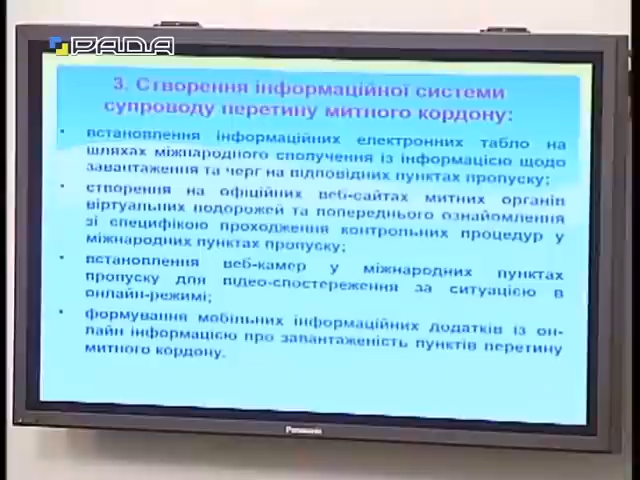 РАДА
3. Створення інформаційної системи
супроводу перетину митного кордону:
• встановлення інформаційних електронних табло на
шляхах міжнародного сполучення із інформацією щодо
завантаження та черг на відповідних пунктах пропуску;
• створення на офіційних веб-сайтах митних органів
віртуальних подорожей та попереднього ознайомлення
зі специфікою проходження контрольних процедур у
міжнародних пунктах пропуску;
• встановлення веб-камер у міжнародних пунктах
пропуску для відео-спостереження за ситуацією в
онлайн-режимі;
• формування мобільних інформаційних додатків із он-
лайн інформацією про завантаженість пунктів перетину
митного кордону.
Panasonic